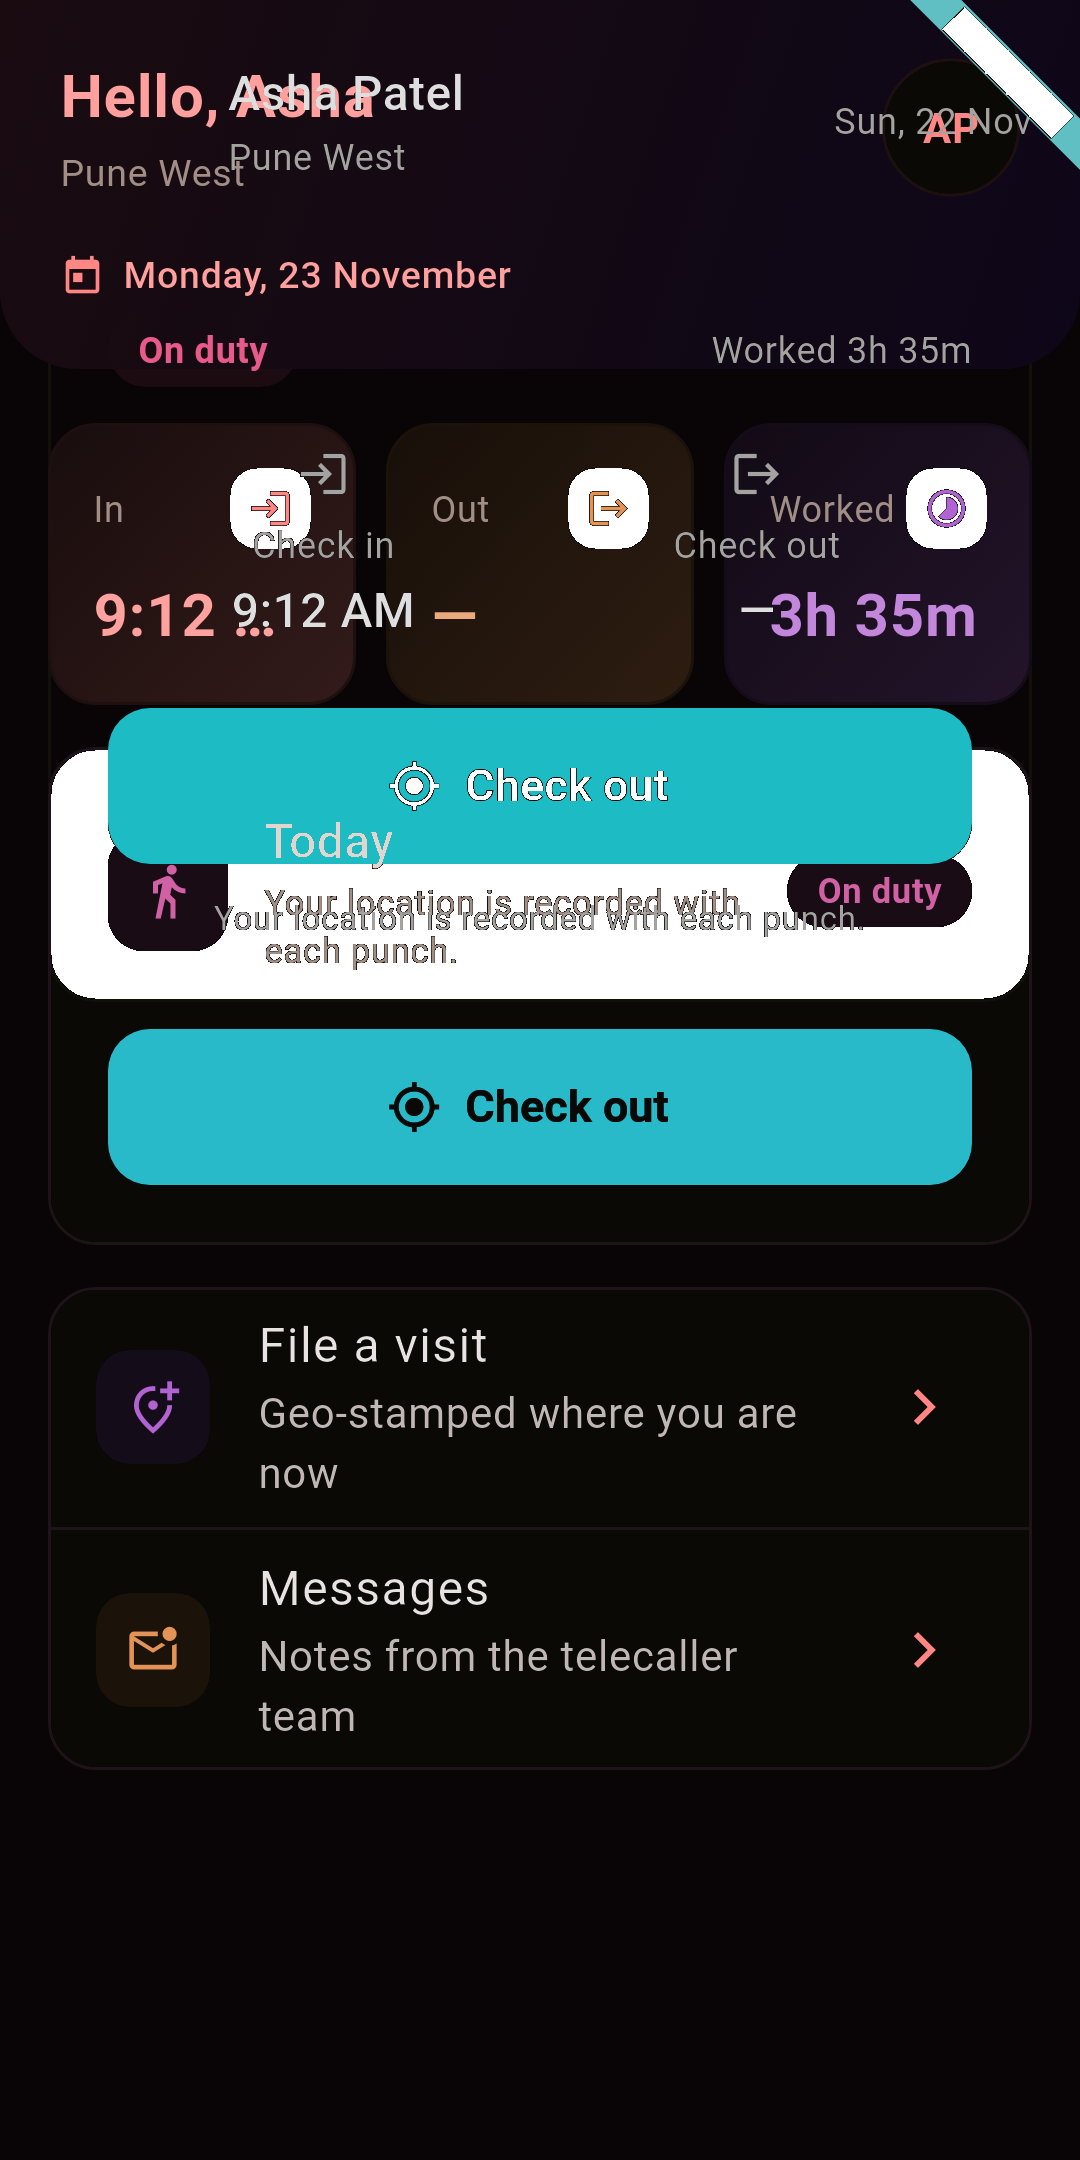 Hello, Asha
Asha Patel
Pune West
Pune West
Sun, 22 Nov
AP
Monday, 23 November
On duty
Worked 3h 35m
In
Out
Worked
Check in
Check out
9:12 ...
9:12 AM
—
—
3h 35m
Check out
Today
Your location is recorded with
each punch.
Your location is recorded with each punch.
On duty
Check out
File a visit
Geo-stamped where you are
now
Messages
Notes from the telecaller
team